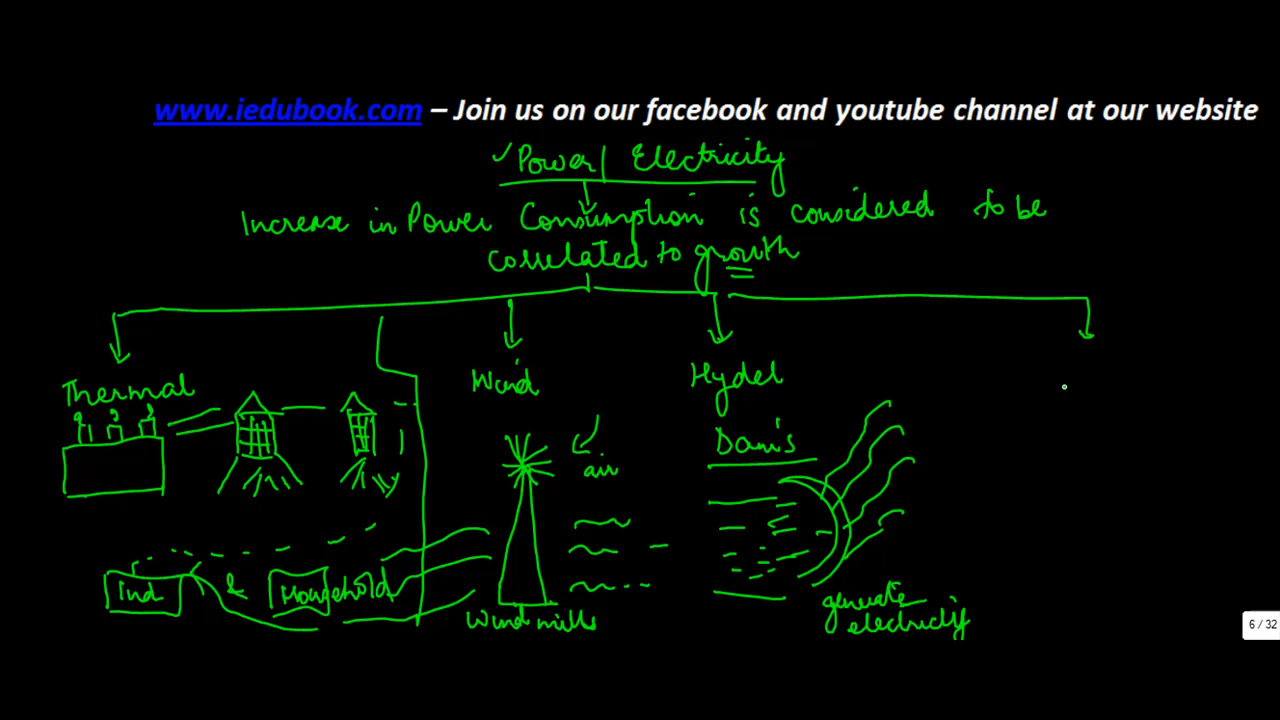 www.iedubook.com – Join us on our facebook and youtube channel at our website
Power/ Electricity
Increase in Power Consumption is considered to be
correlated to growth
Thermal
Wind
Hydel
Dam's
air
Ind & Household
Wind mills
generate
electricity
6 / 32